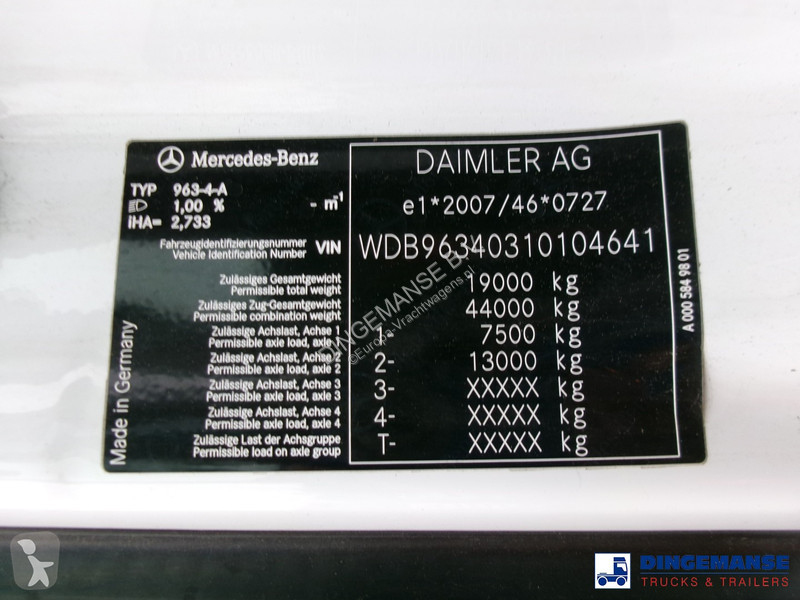 Mercedes-Benz
TYP 963-4-A
1,00 % - m-1
iHA= 2,733
DAIMLER AG
e1*2007/46*0727
Fahrzeugidentifizierungsnummer
Vehicle Identification Number VIN WDB96340310104641
Zulässiges Gesamtgewicht
Permissible total weight 19000 kg
Zulässiges Zug-Gesamtgewicht
Permissible combination weight 44000 kg
Zulässige Achslast, Achse 1
Permissible axle load, axle 1 1- 7500 kg
Zulässige Achslast, Achse 2
Permissible axle load, axle 2 2- 13000 kg
Zulässige Achslast, Achse 3
Permissible axle load, axle 3 3- XXXXX kg
Zulässige Achslast, Achse 4
Permissible axle load, axle 4 4- XXXXX kg
Zulässige Last der Achsgruppe
Permissible load on axle group T- XXXXX kg
Made in Germany
A 000 584 98 01
DINGEMANSE B.V.
©Europa-Vrachtwagens.nl
DINGEMANSE
TRUCKS & TRAILERS